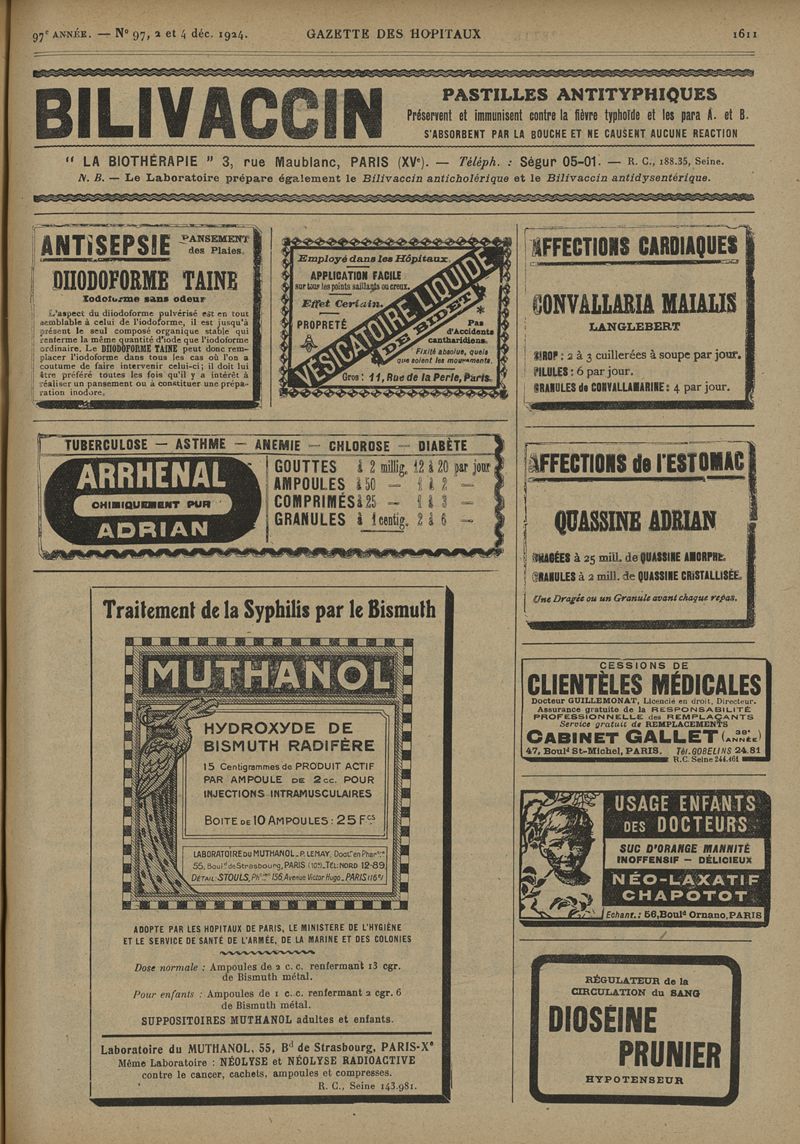 97e ANNÉE. — N° 97, 2 et 4 déc. 1924.
GAZETTE DES HOPITAUX
1611
BILIVACCIN
PASTILLES ANTITYPHIQUES
Préservent et immunisent contre la fièvre typhoïde et les para A. et B.
S'ABSORBENT PAR LA BOUCHE ET NE CAUSENT AUCUNE REACTION
" LA BIOTHÉRAPIE " 3, rue Maublanc, PARIS (XVe). — Téléph. : Ségur 05-01. — R. C., 188.35, Seine.
N. B. — Le Laboratoire prépare également le Bilivaccin anticholérique et le Bilivaccin antidysentérique.
ANTISEPSIE
PANSEMENT
des Plaies.
DIIODOFORME TAINE
Iodoforme sans odeur
L'aspect du diiodoforme pulvérisé est en tout
semblable à celui de l'iodoforme, il est jusqu'à
présent le seul composé organique stable qui
renferme la même quantité d'iode que l'iodoforme
ordinaire. Le DIIODOFORME TAINE peut donc rem-
placer l'iodoforme dans tous les cas où l'on a
coutume de faire intervenir celui-ci; il doit lui
être préféré toutes les fois qu'il y a intérêt à
réaliser un pansement ou à constituer une prépa-
ration inodore.
Employé dans les Hôpitaux.
APPLICATION FACILE
sur tous les points saillants ou creux.
Effet Certain.
PROPRETÉ
VÉSICATOIRE LIQUIDE
DE BIDET
Pas
d'Accidents
cantharidiens.
Fixité absolue, quels
que soient les mouvements.
Gros : 11, Rue de la Perle, Paris.
AFFECTIONS CARDIAQUES
CONVALLARIA MAIALIS
LANGLEBERT
SIROP : 2 à 3 cuillerées à soupe par jour.
PILULES : 6 par jour.
GRANULES de CONVALLAMARINE : 4 par jour.
TUBERCULOSE — ASTHME — ANEMIE — CHLOROSE — DIABÈTE
ARRHENAL
CHIMIQUEMENT PUR
ADRIAN
GOUTTES à 2 millig. 12 à 20 par jour
AMPOULES à 50 — 1 à 2 —
COMPRIMÉS à 25 — 1 à 3 —
GRANULES à 1 centig. 2 à 6 —
AFFECTIONS de l'ESTOMAC
QUASSINE ADRIAN
DRAGÉES à 25 mill. de QUASSINE AMORPHE.
GRANULES à 2 mill. de QUASSINE CRISTALLISÉE.
Une Dragée ou un Granule avant chaque repas.
Traitement de la Syphilis par le Bismuth
MUTHANOL
HYDROXYDE DE
BISMUTH RADIFÈRE
15 Centigrammes de PRODUIT ACTIF
PAR AMPOULE DE 2cc. POUR
INJECTIONS INTRAMUSCULAIRES
BOITE DE 10 AMPOULES : 25 Fcs
LABORATOIRE DU MUTHANOL_P. LEMAY, Doct. en Phar
55, Bould de Strasbourg, PARIS (10e)_TEL: NORD 12-89
DÉTAIL: STOULS, Phen 156, Avenue Victor Hugo_PARIS (16e)
ADOPTE PAR LES HOPITAUX DE PARIS, LE MINISTERE DE L'HYGIÈNE
ET LE SERVICE DE SANTÉ DE L'ARMÉE, DE LA MARINE ET DES COLONIES
Dose normale : Ampoules de 2 c. c. renfermant 13 cgr.
de Bismuth métal.
Pour enfants : Ampoules de 1 c. c. renfermant 2 cgr. 6
de Bismuth métal.
SUPPOSITOIRES MUTHANOL adultes et enfants.
Laboratoire du MUTHANOL, 55, Bd de Strasbourg, PARIS-Xe
Même Laboratoire : NÉOLYSE et NÉOLYSE RADIOACTIVE
contre le cancer, cachets, ampoules et compresses.
R. C., Seine 143.981.
CESSIONS DE
CLIENTÈLES MÉDICALES
Docteur GUILLEMONAT, Licencié en droit, Directeur.
Assurance gratuite de la RESPONSABILITÉ
PROFESSIONNELLE des REMPLAÇANTS
Service gratuit de REMPLACEMENTS
CABINET GALLET (38e ANNÉE)
47, Bould St-Michel, PARIS. Tél. GOBELINS 24.81
R.C. Seine 244.461
USAGE ENFANTS
DES DOCTEURS
SUC D'ORANGE MANNITÉ
INOFFENSIF — DÉLICIEUX
NÉO-LAXATIF
CHAPOTOT
Echant. : 56, Bould Ornano, PARIS
RÉGULATEUR de la
CIRCULATION du SANG
DIOSÉINE
PRUNIER
HYPOTENSEUR